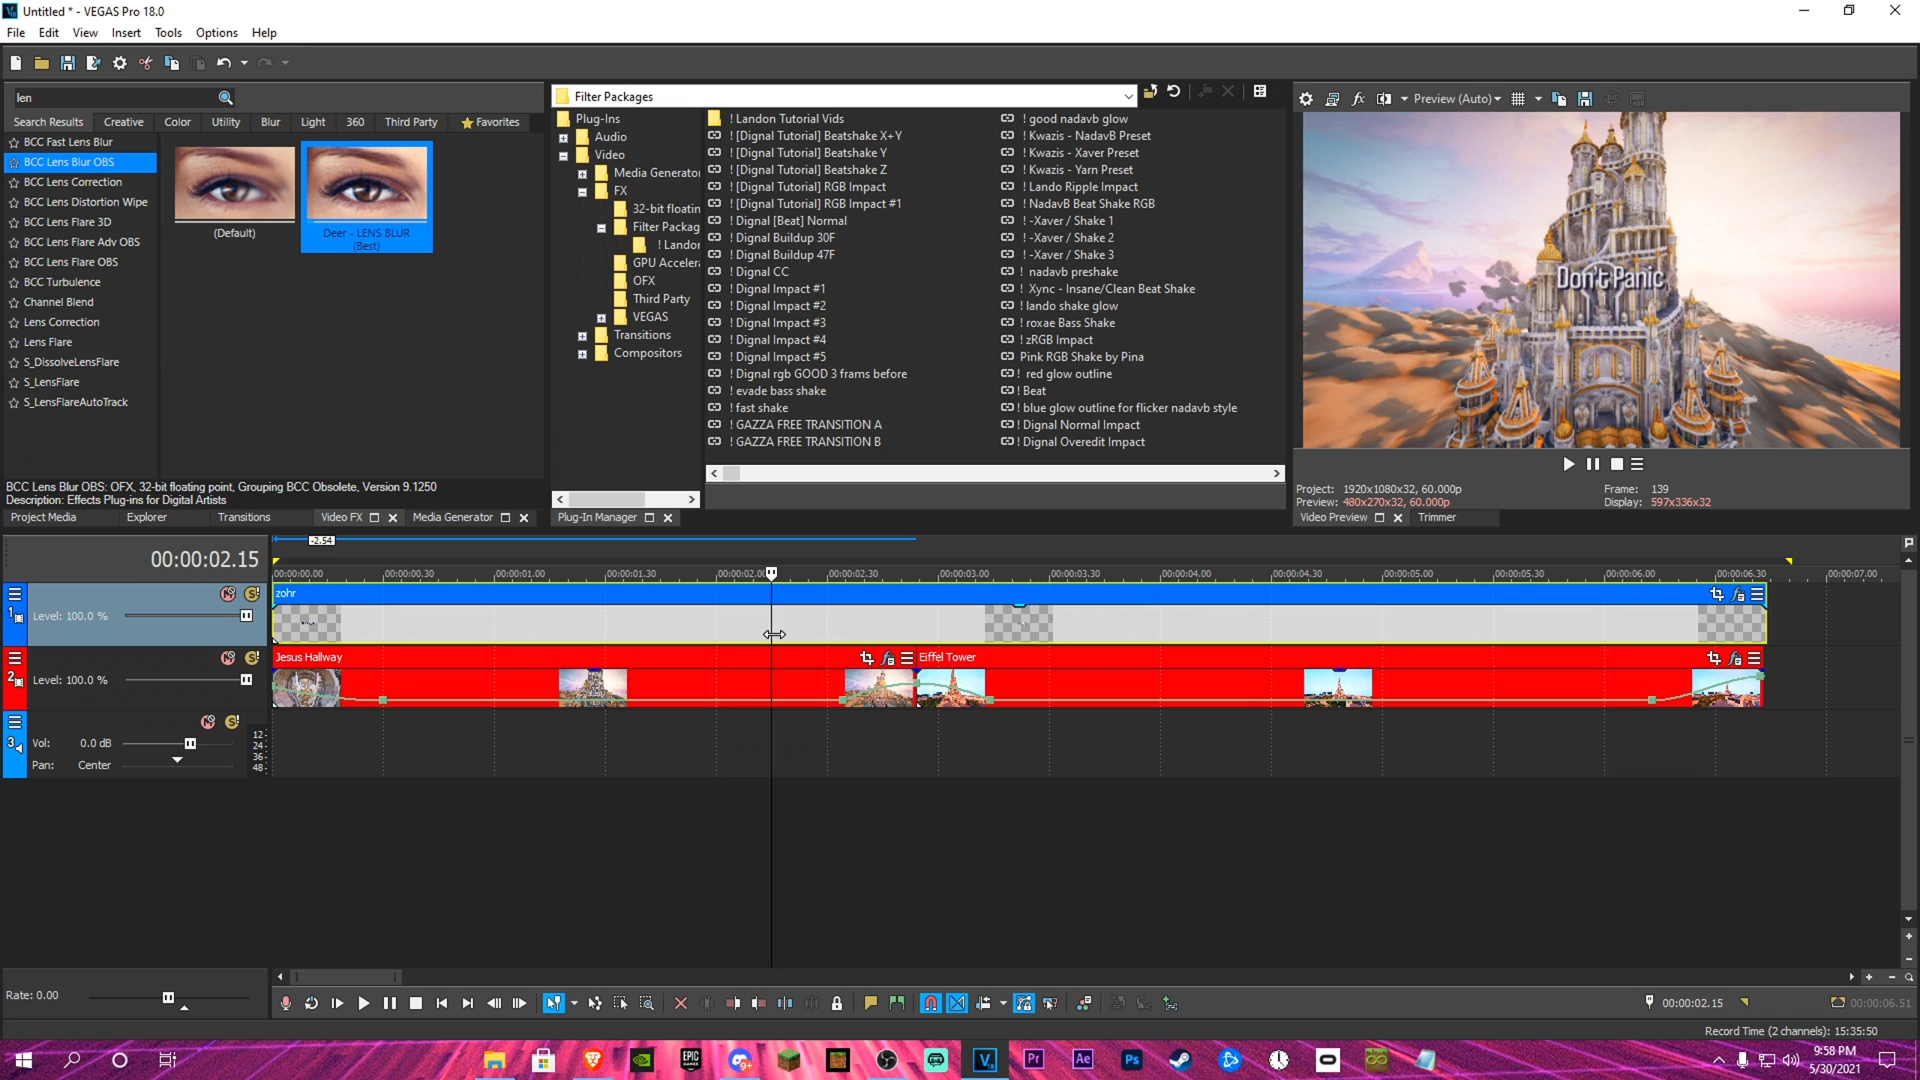 Untitled * - VEGAS Pro 18.0
File Edit View Insert Tools Options Help
len
Search Results Creative Color Utility Blur Light 360 Third Party Favorites
BCC Fast Lens Blur
BCC Lens Blur OBS
BCC Lens Correction
BCC Lens Distortion Wipe
BCC Lens Flare 3D
BCC Lens Flare Adv OBS
BCC Lens Flare OBS
BCC Turbulence
Channel Blend
Lens Correction
Lens Flare
S_DissolveLensFlare
S_LensFlare
S_LensFlareAutoTrack
(Default)
Deer - LENS BLUR
(Best)
BCC Lens Blur OBS: OFX, 32-bit floating point, Grouping BCC Obsolete, Version 9.1250
Description: Effects Plug-ins for Digital Artists
Project Media Explorer Transitions Video FX Media Generator
Filter Packages
Plug-Ins
Audio
Video
Media Generator
FX
32-bit floatin
Filter Packag
! Landon
GPU Acceler
OFX
Third Party
VEGAS
Transitions
Compositors
! Landon Tutorial Vids
! [Dignal Tutorial] Beatshake X+Y
! [Dignal Tutorial] Beatshake Y
! [Dignal Tutorial] Beatshake Z
! [Dignal Tutorial] RGB Impact
! [Dignal Tutorial] RGB Impact #1
! Dignal [Beat] Normal
! Dignal Buildup 30F
! Dignal Buildup 47F
! Dignal CC
! Dignal Impact #1
! Dignal Impact #2
! Dignal Impact #3
! Dignal Impact #4
! Dignal Impact #5
! Dignal rgb GOOD 3 frams before
! evade bass shake
! fast shake
! GAZZA FREE TRANSITION A
! GAZZA FREE TRANSITION B
! good nadavb glow
! Kwazis - NadavB Preset
! Kwazis - Xaver Preset
! Kwazis - Yarn Preset
! Lando Ripple Impact
! NadavB Beat Shake RGB
! -Xaver / Shake 1
! -Xaver / Shake 2
! -Xaver / Shake 3
! nadavb preshake
! Xync - Insane/Clean Beat Shake
! lando shake glow
! roxae Bass Shake
! zRGB Impact
Pink RGB Shake by Pina
! red glow outline
! Beat
! blue glow outline for flicker nadavb style
! Dignal Normal Impact
! Dignal Overedit Impact
Plug-In Manager
Preview (Auto)
Don't Panic
Project: 1920x1080x32, 60.000p
Preview: 480x270x32, 60.000p
Frame: 139
Display: 597x336x32
Video Preview Trimmer
00:00:02.15
-2.54
00:00:00.00 00:00:00.30 00:00:01.00 00:00:01.30 00:00:02.00 00:00:02.30 00:00:03.00 00:00:03.30 00:00:04.00 00:00:04.30 00:00:05.00 00:00:05.30 00:00:06.00 00:00:06.30 00:00:07.00
1
Level: 100.0 %
zohr
2
Level: 100.0 %
Jesus Hallway
Eiffel Tower
3
Vol: 0.0 dB
Pan: Center
12
24
36
48
Rate: 0.00
00:00:02.15
00:00:06.51
Record Time (2 channels): 15:35:50
EPIC GAMES
9+
V
Pr
Ae
Ps
9:58 PM
5/30/2021